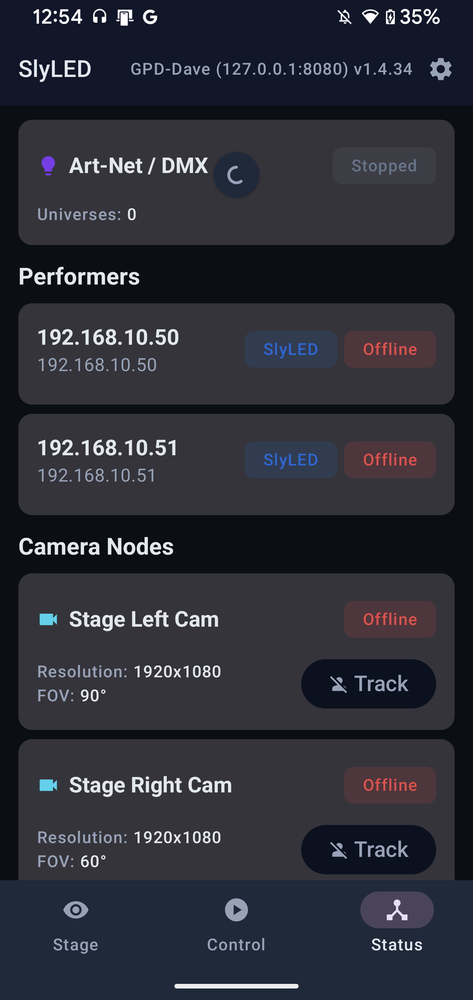 12:54 35%
SlyLED GPD-Dave (127.0.0.1:8080) v1.4.34
Art-Net / DMX Stopped
Universes: 0
Performers
192.168.10.50 SlyLED Offline
192.168.10.50
192.168.10.51 SlyLED Offline
192.168.10.51
Camera Nodes
Stage Left Cam Offline
Resolution: 1920x1080
FOV: 90°
Track
Stage Right Cam Offline
Resolution: 1920x1080
FOV: 60°
Track
Stage Control Status